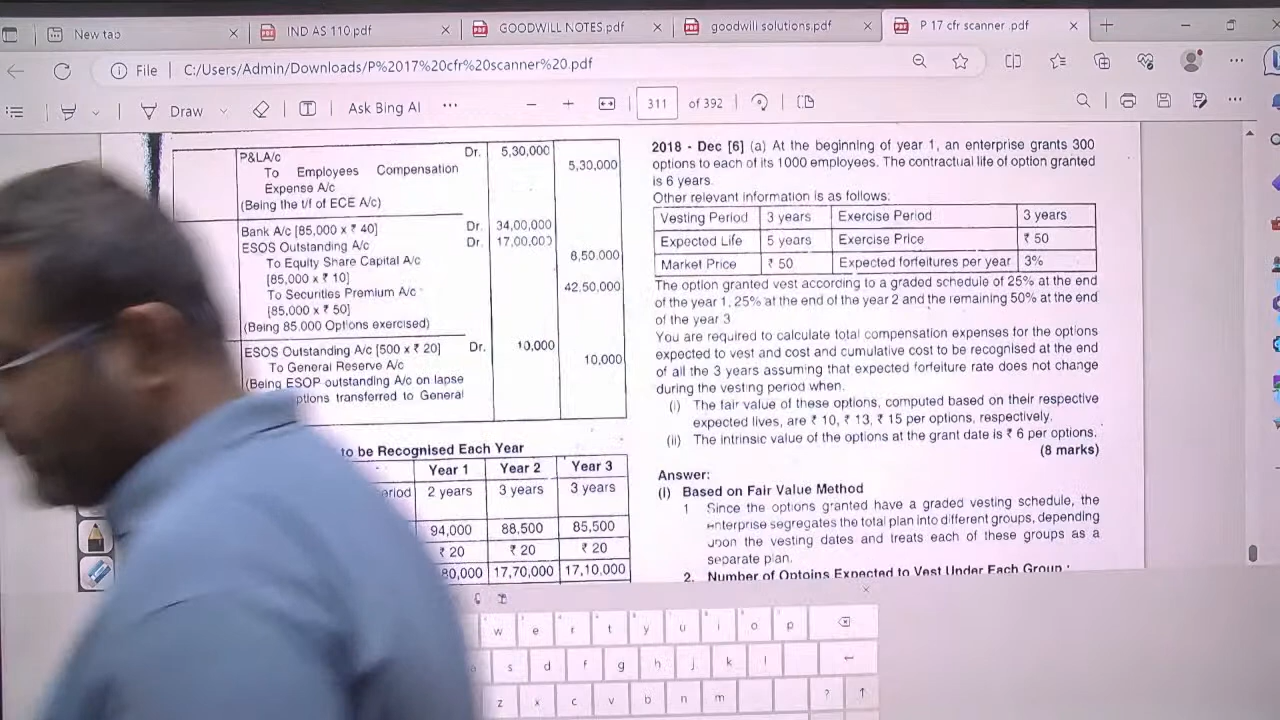 New tab
IND AS 110.pdf
GOODWILL NOTES.pdf
goodwill solutions.pdf
P 17 cfr scanner .pdf
File | C:/Users/Admin/Downloads/P%2017%20cfr%20scanner%20.pdf
Draw
Ask Bing AI
311 of 392
P&LA/c Dr. 5,30,000
To Employees Compensation 5,30,000
Expense A/c
(Being the t/f of ECE A/c)
Bank A/c [85,000 x ₹ 40] Dr. 34,00,000
ESOS Outstanding A/c Dr. 17,00,000
To Equity Share Capital A/c 8,50,000
[85,000 x ₹ 10]
To Securities Premium A/c 42,50,000
[85,000 x ₹ 50]
(Being 85,000 Options exercised)
ESOS Outstanding A/c [500 x ₹ 20] Dr. 10,000
To General Reserve A/c 10,000
(Being ESOP outstanding A/c on lapse
ptions transferred to General
to be Recognised Each Year
Year 1 Year 2 Year 3
eriod 2 years 3 years 3 years
94,000 88,500 85,500
₹ 20 ₹ 20 ₹ 20
80,000 17,70,000 17,10,000
2018 - Dec [6] (a) At the beginning of year 1, an enterprise grants 300
options to each of its 1000 employees. The contractual life of option granted
is 6 years.
Other relevant information is as follows:
Vesting Period 3 years Exercise Period 3 years
Expected Life 5 years Exercise Price ₹ 50
Market Price ₹ 50 Expected forfeitures per year 3%
The option granted vest according to a graded schedule of 25% at the end
of the year 1, 25% at the end of the year 2 and the remaining 50% at the end
of the year 3
You are required to calculate total compensation expenses for the options
expected to vest and cost and cumulative cost to be recognised at the end
of all the 3 years assuming that expected forfeiture rate does not change
during the vesting period when.
(i) The fair value of these options, computed based on their respective
expected lives, are ₹ 10, ₹ 13, ₹ 15 per options, respectively.
(ii) The intrinsic value of the options at the grant date is ₹ 6 per options.
(8 marks)
Answer:
(I) Based on Fair Value Method
1 Since the options granted have a graded vesting schedule, the
enterprise segregates the total plan into different groups, depending
upon the vesting dates and treats each of these groups as a
separate plan.
2. Number of Optoins Expected to Vest Under Each Group :
w e r t y u i o p
s d f g h j k l
z x c v b n m ?